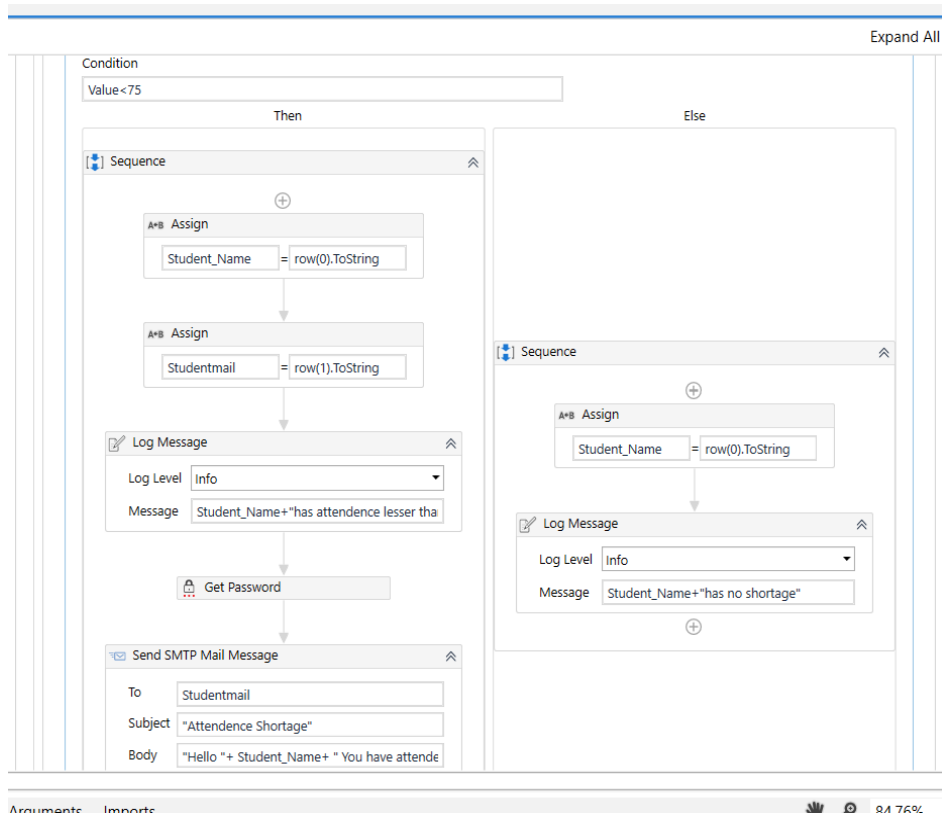 Expand All
Condition
Value<75
Then
Else
Sequence
A+B Assign
Student_Name = row(0).ToString
A+B Assign
Studentmail = row(1).ToString
Log Message
Log Level Info
Message Student_Name+"has attendence lesser tha
Get Password
Send SMTP Mail Message
To Studentmail
Subject "Attendence Shortage"
Body "Hello "+ Student_Name+ " You have attende
Sequence
A+B Assign
Student_Name = row(0).ToString
Log Message
Log Level Info
Message Student_Name+"has no shortage"
Arguments Imports 84.76%